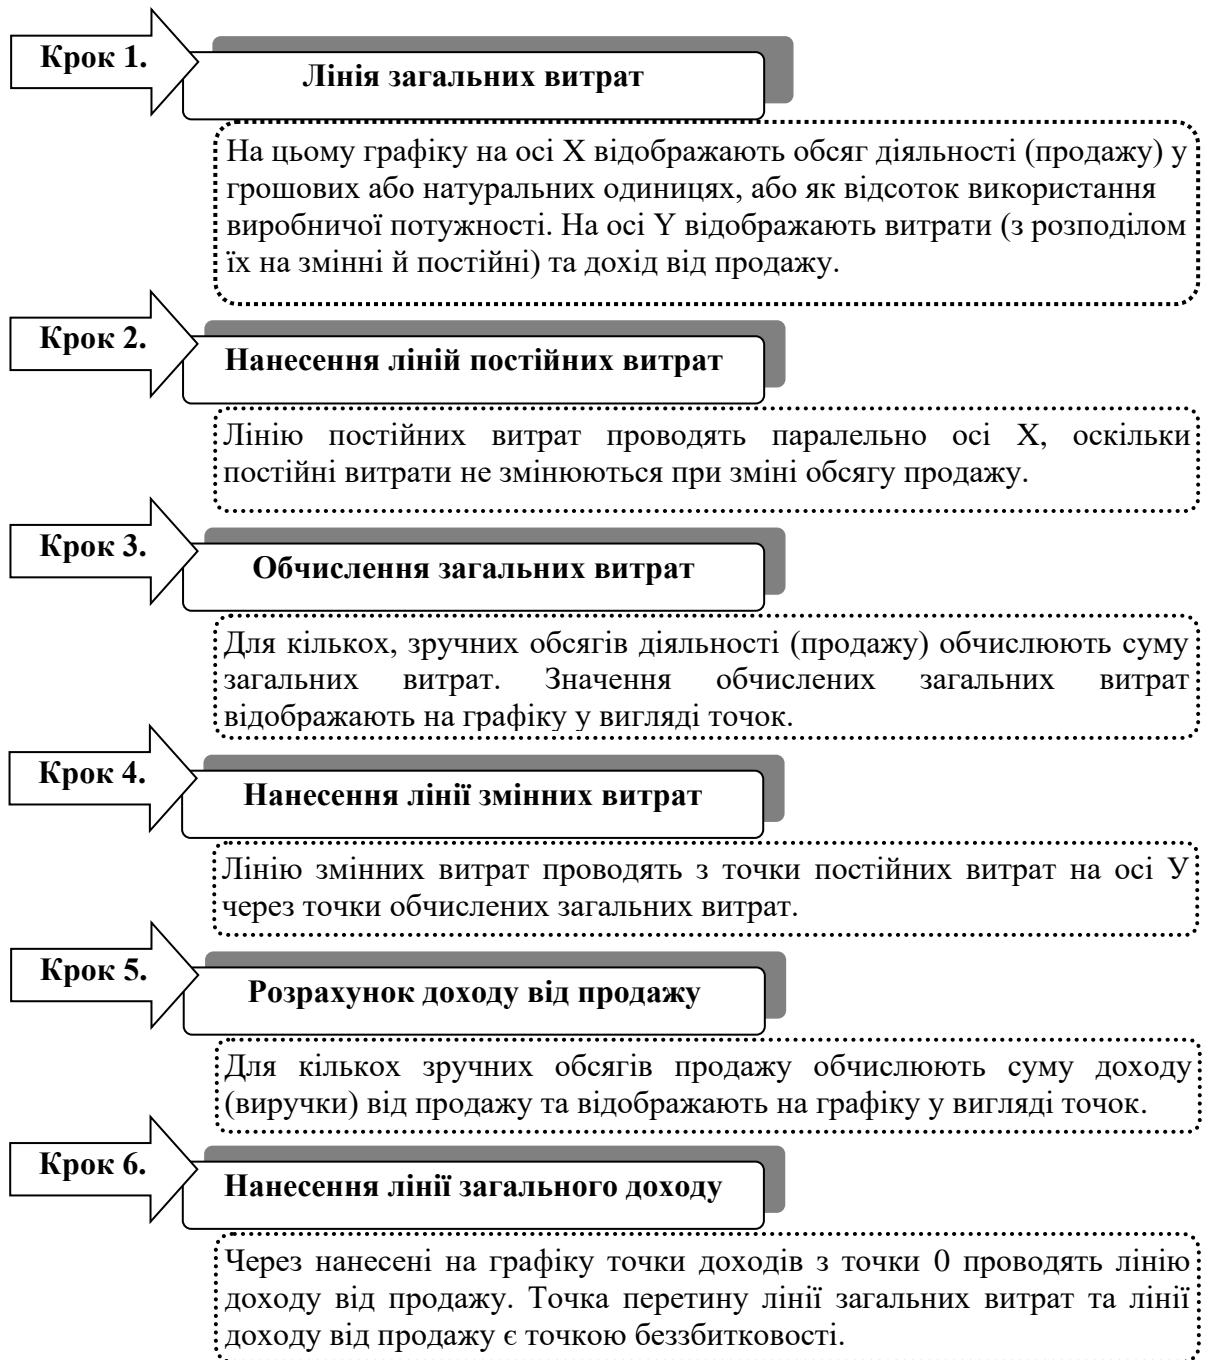 Крок 1.
Лінія загальних витрат
На цьому графіку на осі X відображають обсяг діяльності (продажу) у
грошових або натуральних одиницях, або як відсоток використання
виробничої потужності. На осі Y відображають витрати (з розподілом
їх на змінні й постійні) та дохід від продажу.
Крок 2.
Нанесення ліній постійних витрат
Лінію постійних витрат проводять паралельно осі X, оскільки
постійні витрати не змінюються при зміні обсягу продажу.
Крок 3.
Обчислення загальних витрат
Для кількох, зручних обсягів діяльності (продажу) обчислюють суму
загальних витрат. Значення обчислених загальних витрат
відображають на графіку у вигляді точок.
Крок 4.
Нанесення лінії змінних витрат
Лінію змінних витрат проводять з точки постійних витрат на осі У
через точки обчислених загальних витрат.
Крок 5.
Розрахунок доходу від продажу
Для кількох зручних обсягів продажу обчислюють суму доходу
(виручки) від продажу та відображають на графіку у вигляді точок.
Крок 6.
Нанесення лінії загального доходу
Через нанесені на графіку точки доходів з точки 0 проводять лінію
доходу від продажу. Точка перетину лінії загальних витрат та лінії
доходу від продажу є точкою беззбитковості.